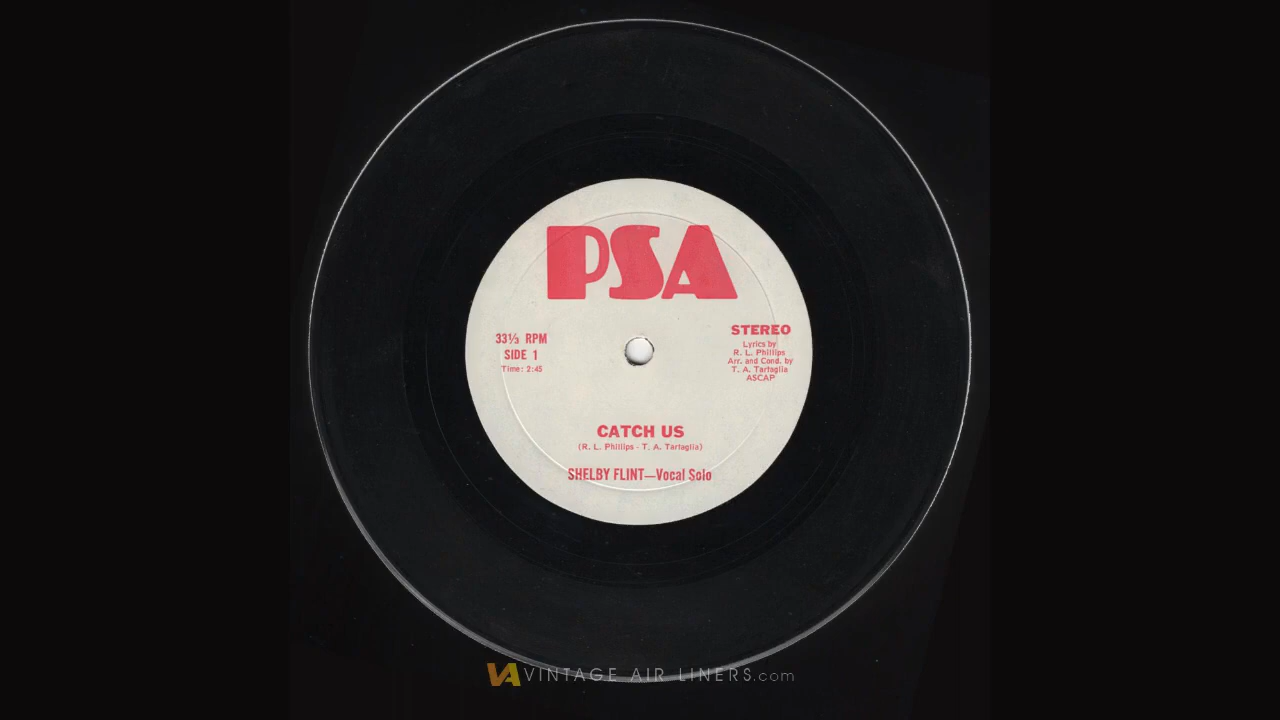 PSA
33⅓ RPM
SIDE 1
Time: 2:45
STEREO
Lyrics by
R. L. Phillips
Arr. and Cond. by
T. A. Tartaglia
ASCAP
CATCH US
(R. L. Phillips - T. A. Tartaglia)
SHELBY FLINT—Vocal Solo
VA VINTAGE AIR LINERS.com